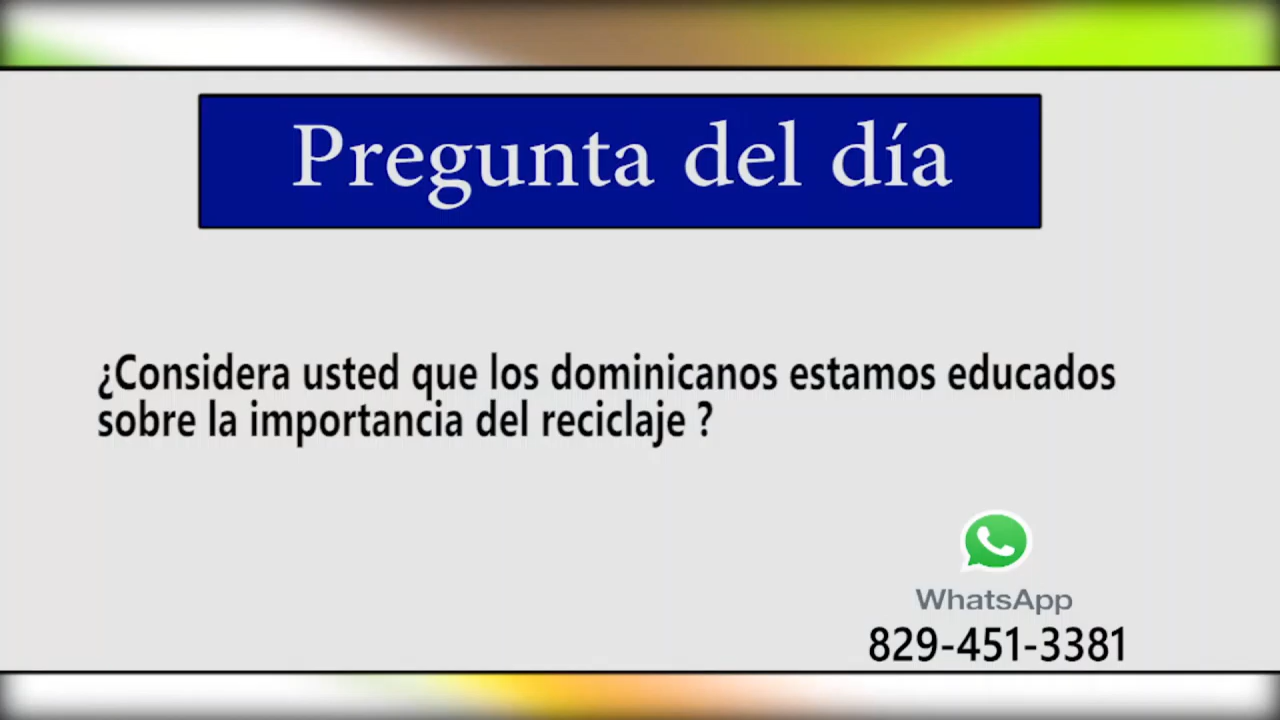 Pregunta del día
¿Considera usted que los dominicanos estamos educados
sobre la importancia del reciclaje ?
WhatsApp
829-451-3381